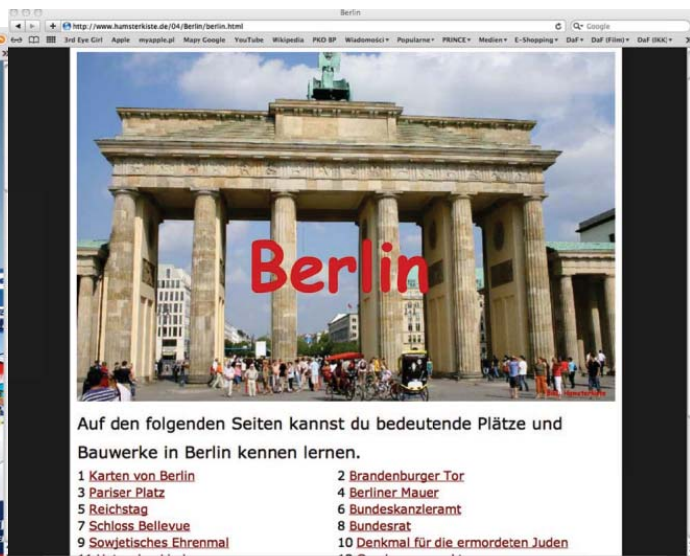 Berlin
http://www.hamsterkiste.de/04/Berlin/berlin.html
Google
3rd Eye Girl Apple myapple.pl Mapy Google YouTube Wikipedia PKO BP Wiadomości Popularne PRINCE Medien E-Shopping DaF DaF (Film) DaF (IKK)
Berlin
Bild: Hamsterkiste
Auf den folgenden Seiten kannst du bedeutende Plätze und
Bauwerke in Berlin kennen lernen.
1 Karten von Berlin 2 Brandenburger Tor
3 Pariser Platz 4 Berliner Mauer
5 Reichstag 6 Bundeskanzleramt
7 Schloss Bellevue 8 Bundesrat
9 Sowjetisches Ehrenmal 10 Denkmal für die ermordeten Juden